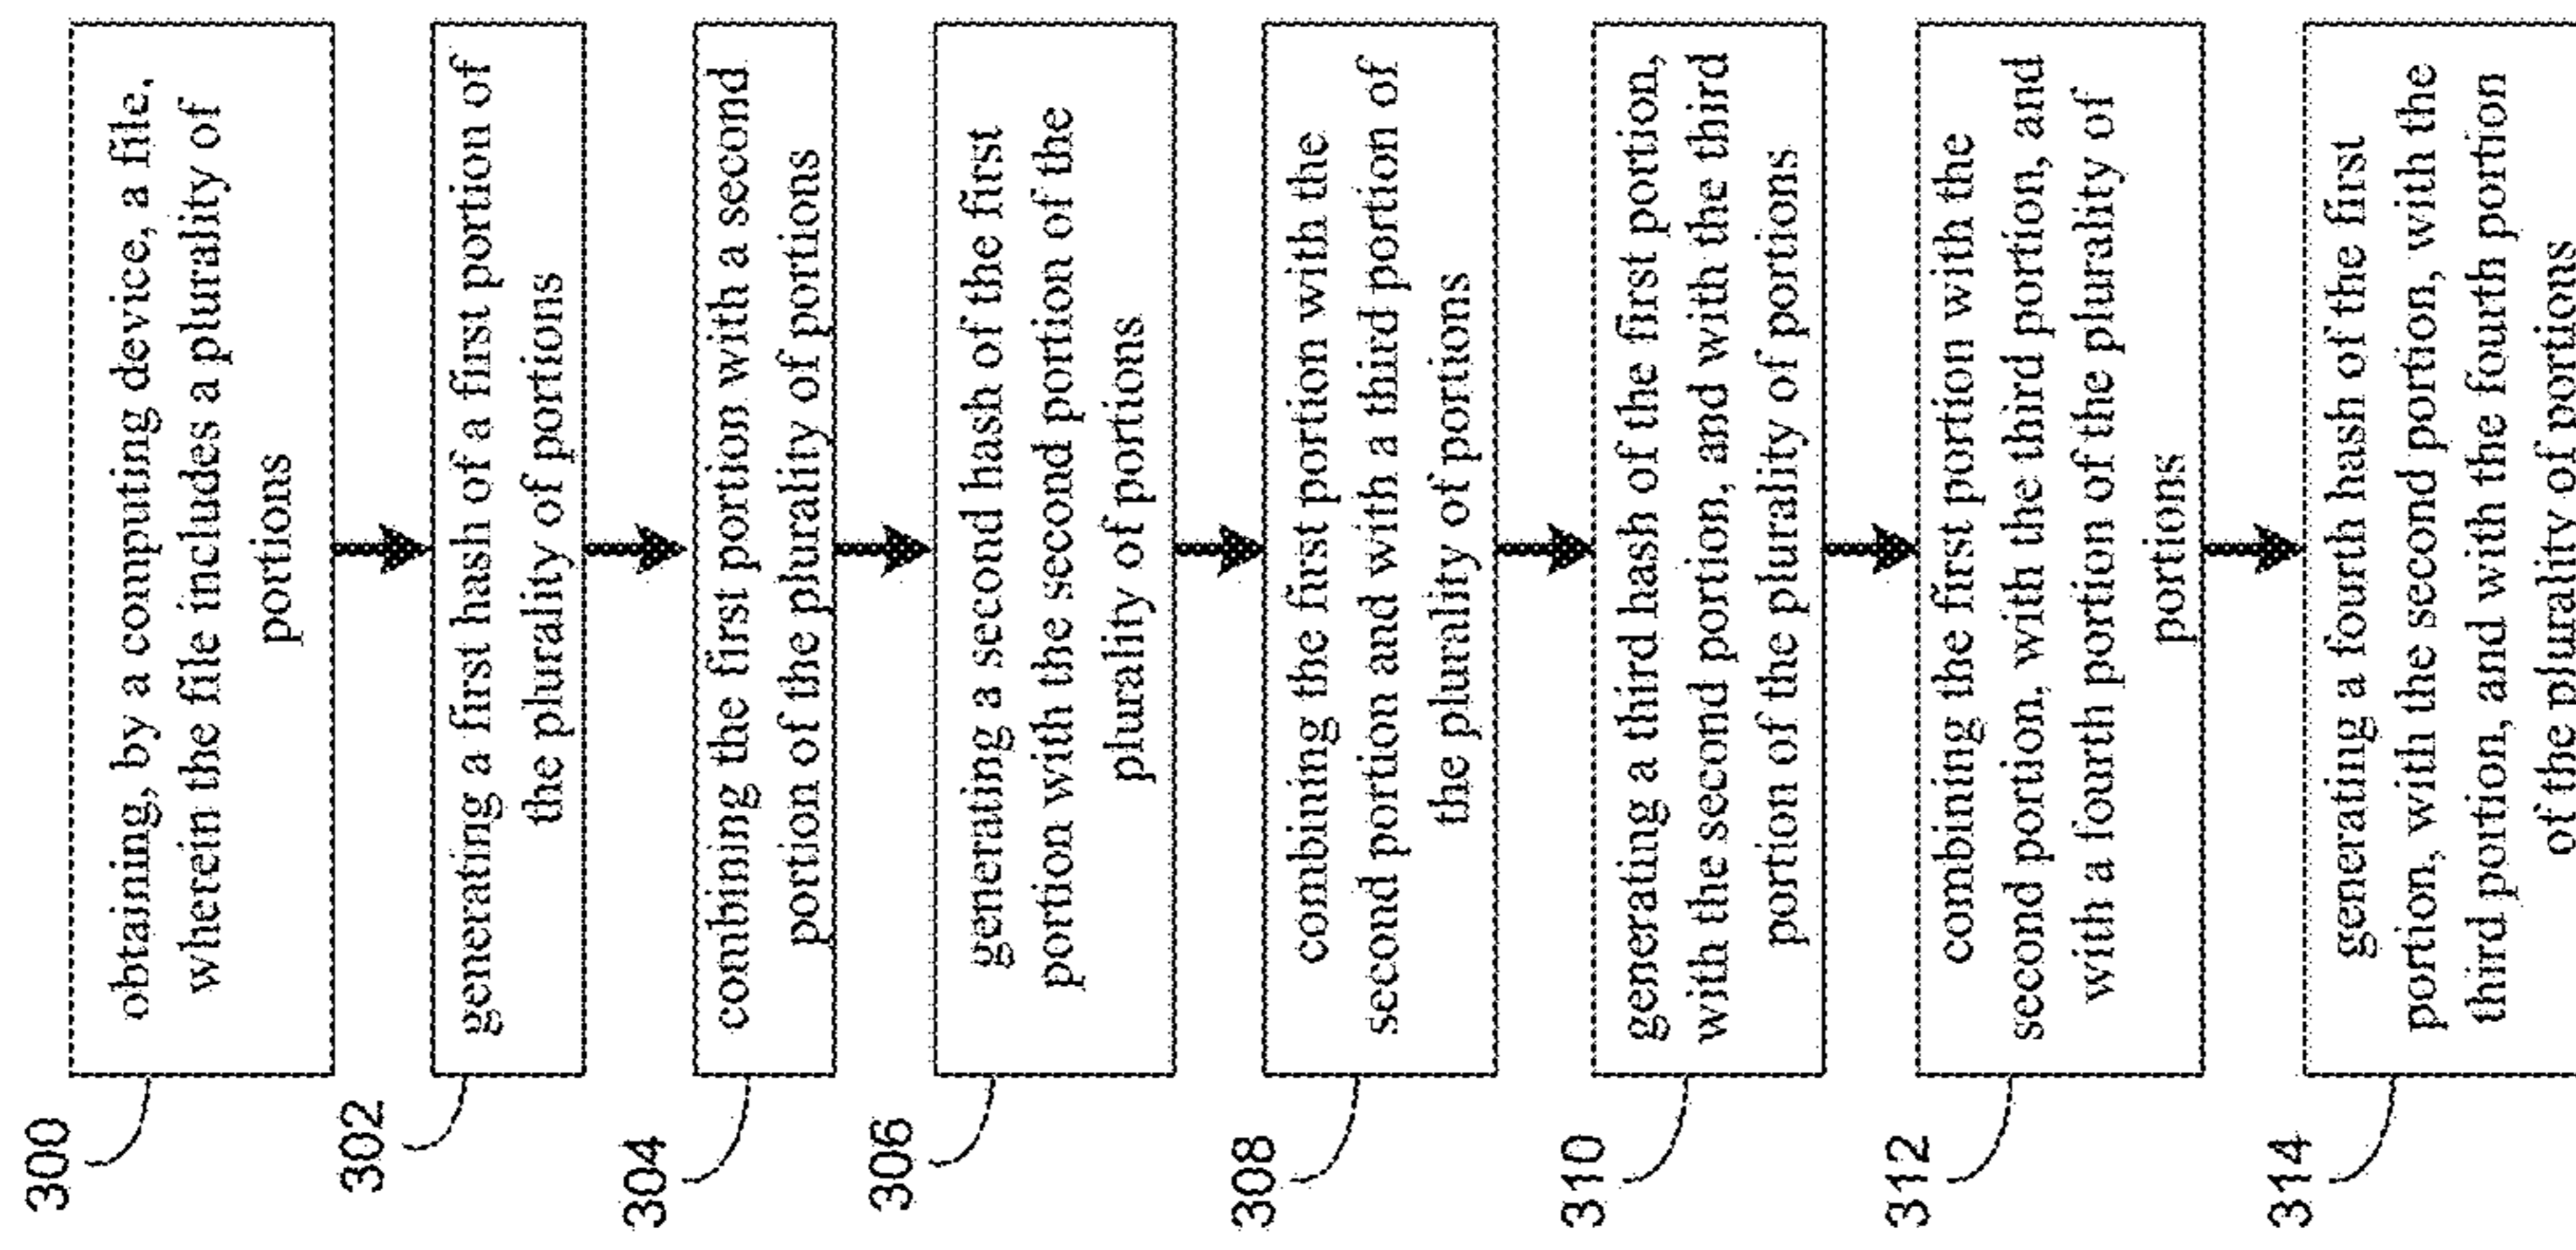 300
obtaining, by a computing device, a file,
wherein the file includes a plurality of
portions
302
generating a first hash of a first portion of
the plurality of portions
304
combining the first portion with a second
portion of the plurality of portions
306
generating a second hash of the first
portion with the second portion of the
plurality of portions
308
combining the first portion with the
second portion and with a third portion of
the plurality of portions
310
generating a third hash of the first portion,
with the second portion, and with the third
portion of the plurality of portions
312
combining the first portion with the
second portion, with the third portion, and
with a fourth portion of the plurality of
portions
314
generating a fourth hash of the first
portion, with the second portion, with the
third portion, and with the fourth portion
of the plurality of portions